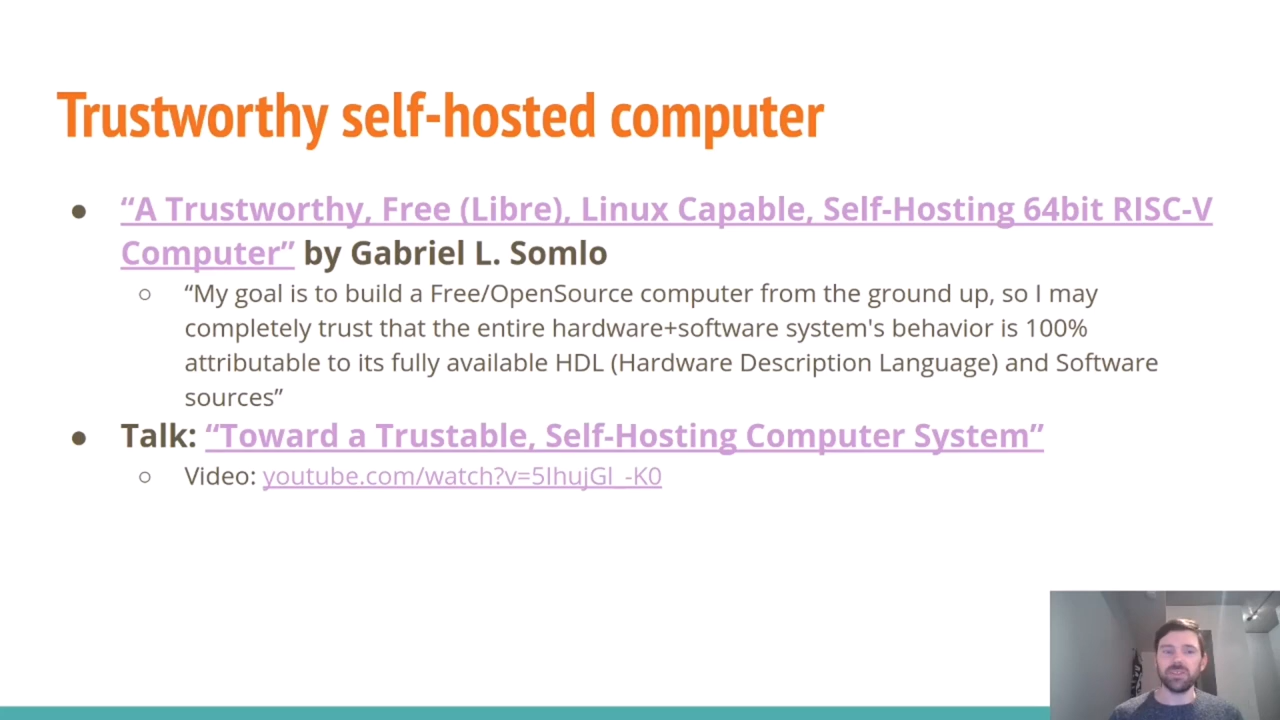 Trustworthy self-hosted computer
● “A Trustworthy, Free (Libre), Linux Capable, Self-Hosting 64bit RISC-V
Computer” by Gabriel L. Somlo
○ “My goal is to build a Free/OpenSource computer from the ground up, so I may
completely trust that the entire hardware+software system's behavior is 100%
attributable to its fully available HDL (Hardware Description Language) and Software
sources”
● Talk: “Toward a Trustable, Self-Hosting Computer System”
○ Video: youtube.com/watch?v=5IhujGl_-K0